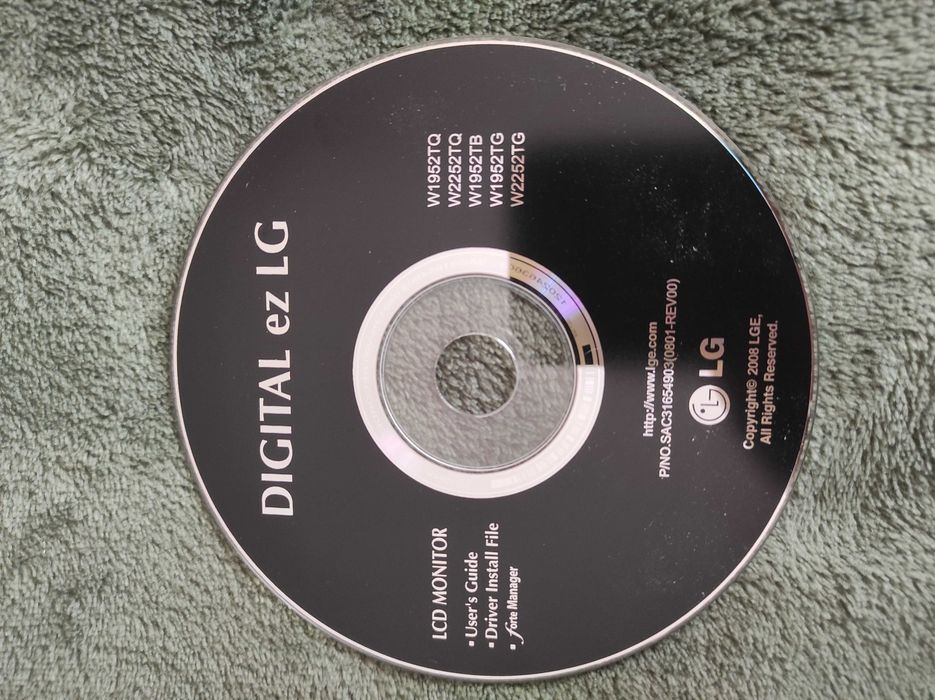 DIGITAL ez LG
LCD MONITOR
▪ User's Guide
▪ Driver Install File
▪ forte Manager
W1952TQ
W2252TQ
W1952TB
W1952TG
W2252TG
http://www.lge.com
P/NO.SAC31654903(0801-REV00)
LG
Copyright© 2008 LGE,
All Rights Reserved.